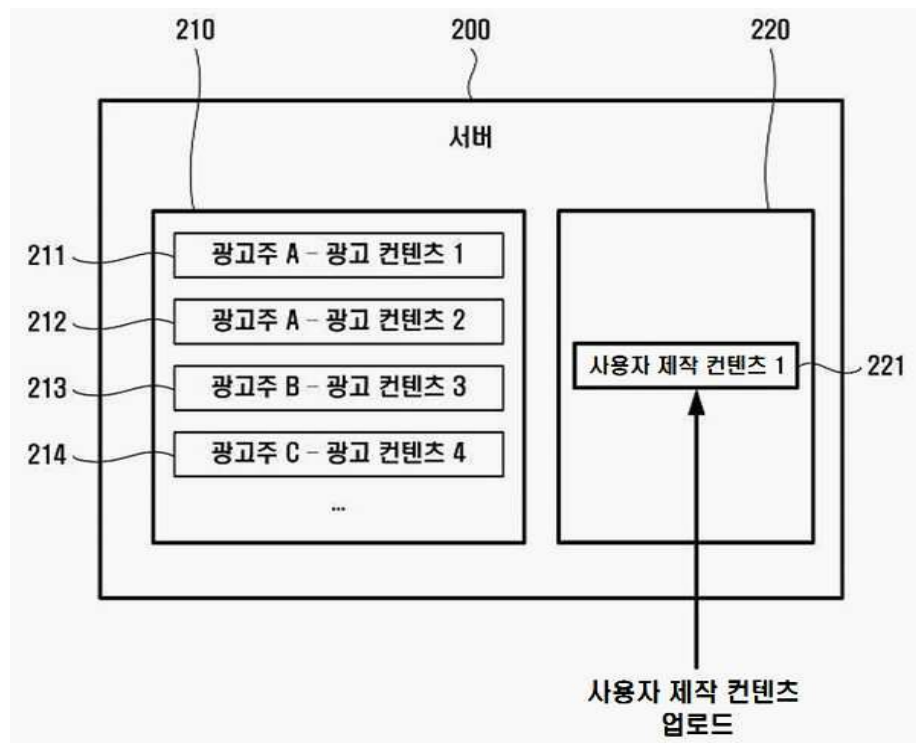 210
200
220
서버
211
광고주 A – 광고 컨텐츠 1
212
광고주 A – 광고 컨텐츠 2
213
광고주 B – 광고 컨텐츠 3
214
광고주 C – 광고 컨텐츠 4
...
사용자 제작 컨텐츠 1
221
사용자 제작 컨텐츠
업로드